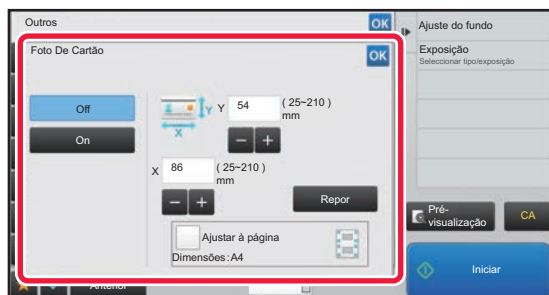 Outros
OK
Foto De Cartão
OK
Off
On
Y
X
Y 54 ( 25~210 )
mm
X 86 ( 25~210 )
mm
Repor
Ajustar à página
Dimensões:A4
Anterior
Ajuste do fundo
Exposição
Seleccionar tipo/exposição
Pré-
visualização
CA
Iniciar